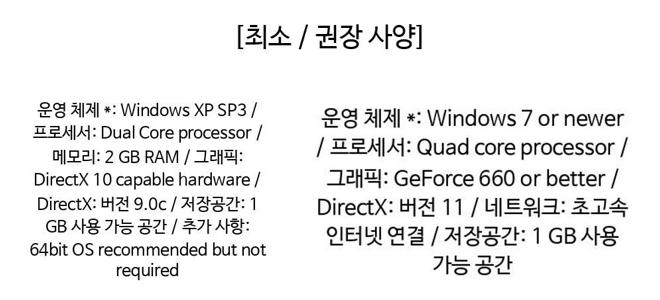 [최소 / 권장 사양]
운영 체제 *: Windows XP SP3 /
프로세서: Dual Core processor /
메모리: 2 GB RAM / 그래픽:
DirectX 10 capable hardware /
DirectX: 버전 9.0c / 저장공간: 1
GB 사용 가능 공간 / 추가 사항:
64bit OS recommended but not
required
운영 체제 *: Windows 7 or newer
/ 프로세서: Quad core processor /
그래픽: GeForce 660 or better /
DirectX: 버전 11 / 네트워크: 초고속
인터넷 연결 / 저장공간: 1 GB 사용
가능 공간